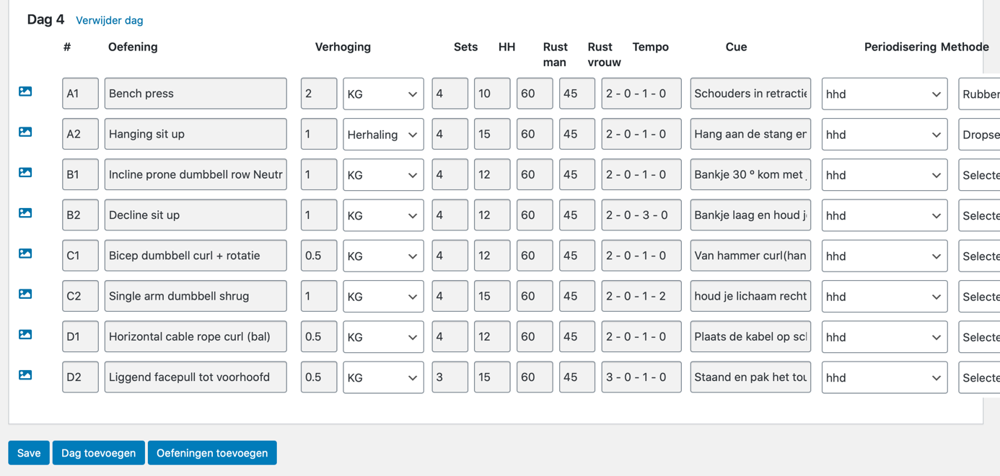 Dag 4 Verwijder dag
# Oefening Verhoging Sets HH Rust man Rust vrouw Tempo Cue Periodisering Methode
A1 Bench press 2 KG 4 10 60 45 2 - 0 - 1 - 0 Schouders in retractie hhd Rubber
A2 Hanging sit up 1 Herhaling 4 15 60 45 2 - 0 - 1 - 0 Hang aan de stang en hhd Dropse
B1 Incline prone dumbbell row Neutr 1 KG 4 12 60 45 2 - 0 - 1 - 0 Bankje 30 º kom met hhd Selecte
B2 Decline sit up 1 KG 4 12 60 45 2 - 0 - 3 - 0 Bankje laag en houd je hhd Selecte
C1 Bicep dumbbell curl + rotatie 0.5 KG 4 12 60 45 2 - 0 - 1 - 0 Van hammer curl(han hhd Selecte
C2 Single arm dumbbell shrug 1 KG 4 15 60 45 2 - 0 - 1 - 2 houd je lichaam recht hhd Selecte
D1 Horizontal cable rope curl (bal) 0.5 KG 4 12 60 45 2 - 0 - 1 - 0 Plaats de kabel op scl hhd Selecte
D2 Liggend facepull tot voorhoofd 0.5 KG 3 15 60 45 3 - 0 - 1 - 0 Staand en pak het tou hhd Selecte
Save Dag toevoegen Oefeningen toevoegen